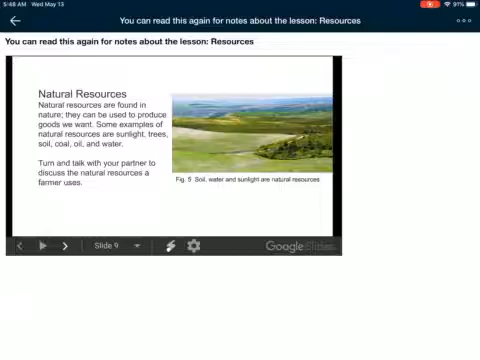 5:48 AM Wed May 13
91%
You can read this again for notes about the lesson: Resources
You can read this again for notes about the lesson: Resources
Natural Resources
Natural resources are found in
nature; they can be used to produce
goods we want. Some examples of
natural resources are sunlight, trees,
soil, coal, oil, and water.
Turn and talk with your partner to
discuss the natural resources a
farmer uses.
Fig. 5 Soil, water and sunlight are natural resources
Slide 9
Google Slides